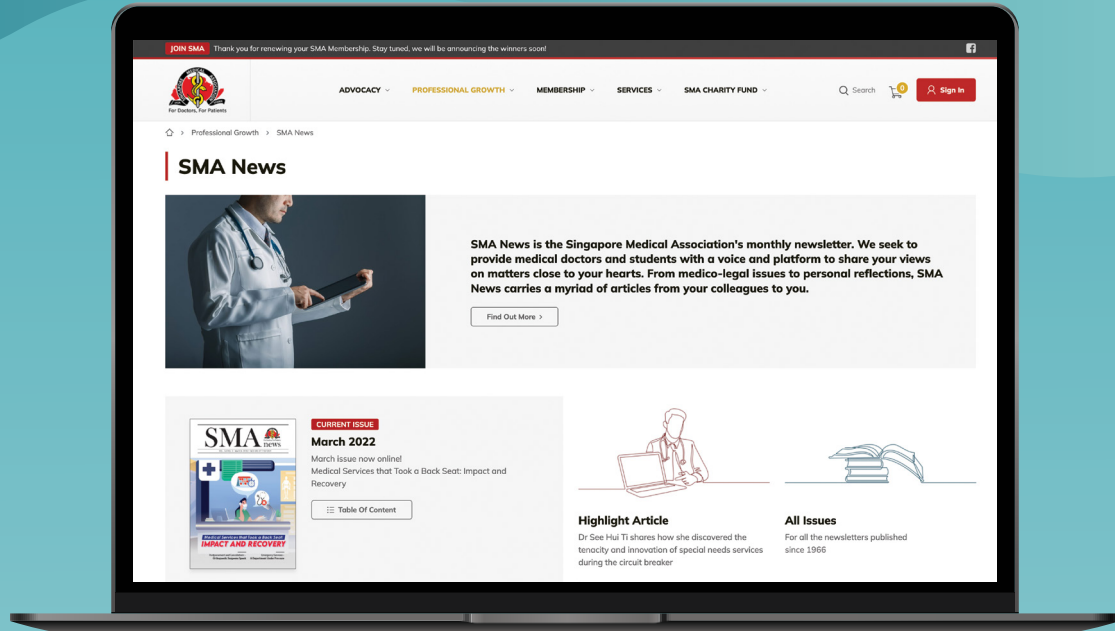 JOIN SMA Thank you for renewing your SMA Membership. Stay tuned, we will be announcing the winners soon!
For Doctors, For Patients
ADVOCACY PROFESSIONAL GROWTH MEMBERSHIP SERVICES SMA CHARITY FUND Search 0 Sign In
Professional Growth > SMA News
SMA News
SMA News is the Singapore Medical Association's monthly newsletter. We seek to
provide medical doctors and students with a voice and platform to share your views
on matters close to your hearts. From medico-legal issues to personal reflections, SMA
News carries a myriad of articles from your colleagues to you.
Find Out More >
SMA news
Medical Services that Took a Back Seat
IMPACT AND RECOVERY
CURRENT ISSUE
March 2022
March issue now online!
Medical Services that Took a Back Seat: Impact and
Recovery
Table Of Content
Highlight Article
Dr See Hui Ti shares how she discovered the
tenacity and innovation of special needs services
during the circuit breaker
All Issues
For all the newsletters published
since 1966